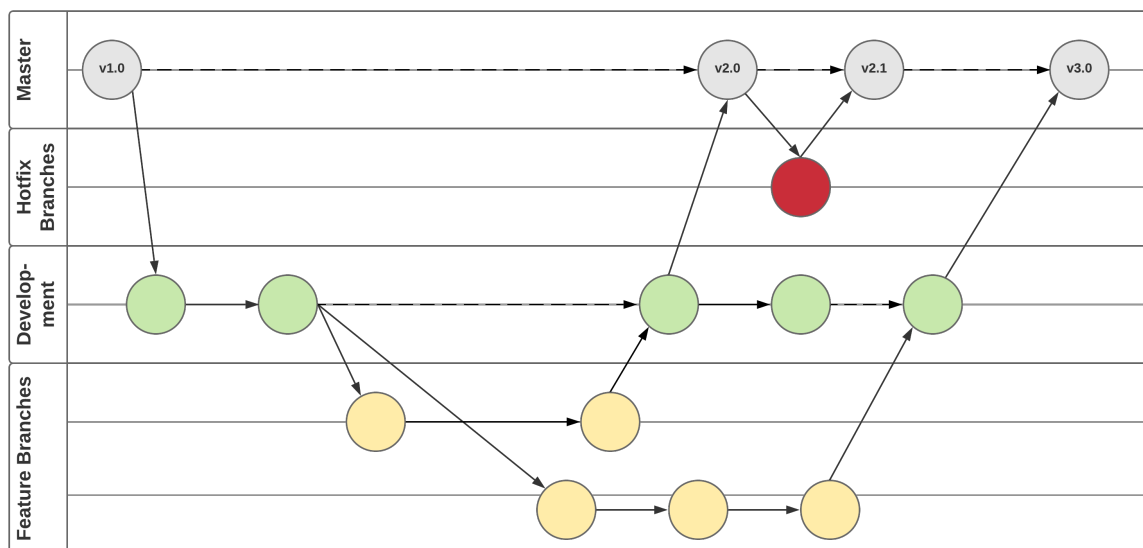 Master
v1.0
v2.0
v2.1
v3.0
Hotfix
Branches
Develop-
ment
Feature Branches